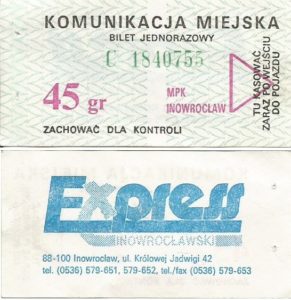 KOMUNIKACJA MIEJSKA
BILET JEDNORAZOWY
C 1840755
45 gr
MPK
INOWROCŁAW
TU KASOWAĆ
ZARAZ PO WEJŚCIU
DO POJAZDU
ZACHOWAĆ DLA KONTROLI
Express
INOWROCŁAWSKI
88-100 Inowrocław, ul. Królowej Jadwigi 42
tel. (0536) 579-651, 579-652, tel./fax (0536) 579-653